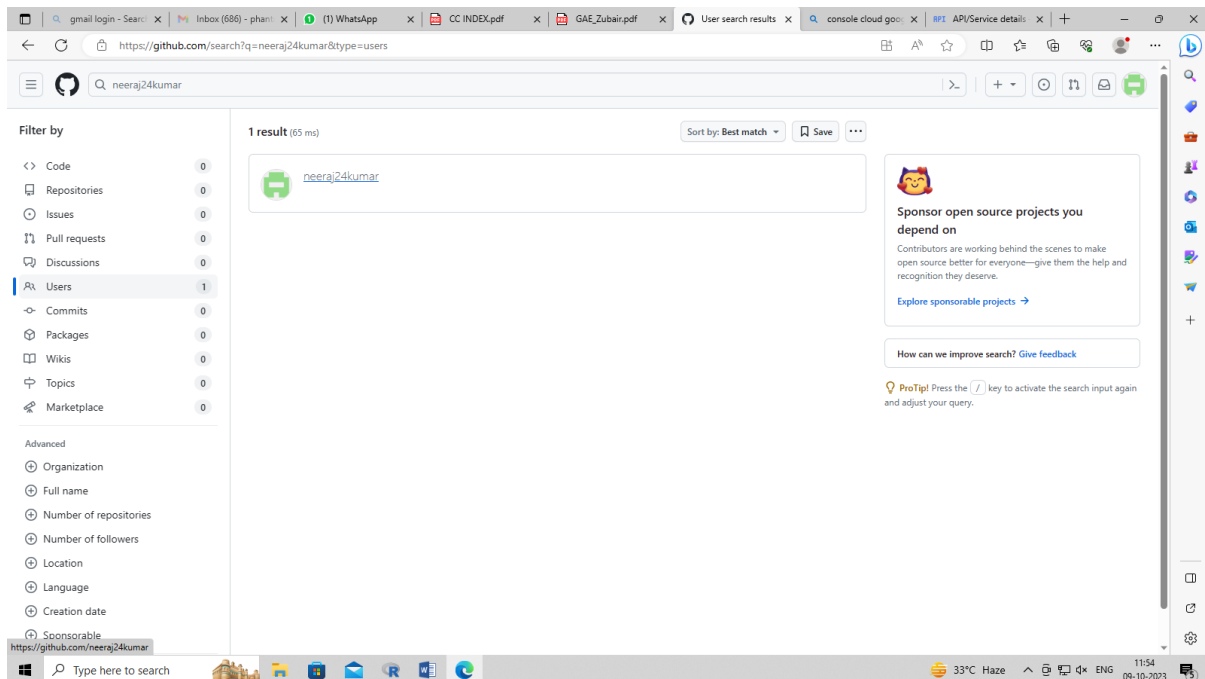 gmail login - Searc
Inbox (686) - phant
(1) WhatsApp
CC INDEX.pdf
GAE_Zubair.pdf
User search results
console cloud goog
API API/Service details
https://github.com/search?q=neeraj24kumar&type=users
neeraj24kumar
Filter by
Code 0
Repositories 0
Issues 0
Pull requests 0
Discussions 0
Users 1
Commits 0
Packages 0
Wikis 0
Topics 0
Marketplace 0
Advanced
Organization
Full name
Number of repositories
Number of followers
Location
Language
Creation date
Sponsorable
https://github.com/neeraj24kumar
1 result (65 ms)
Sort by: Best match
Save
neeraj24kumar
Sponsor open source projects you
depend on
Contributors are working behind the scenes to make
open source better for everyone—give them the help and
recognition they deserve.
Explore sponsorable projects →
How can we improve search? Give feedback
ProTip! Press the / key to activate the search input again
and adjust your query.
Type here to search
33°C Haze
ENG
11:54
09-10-2023